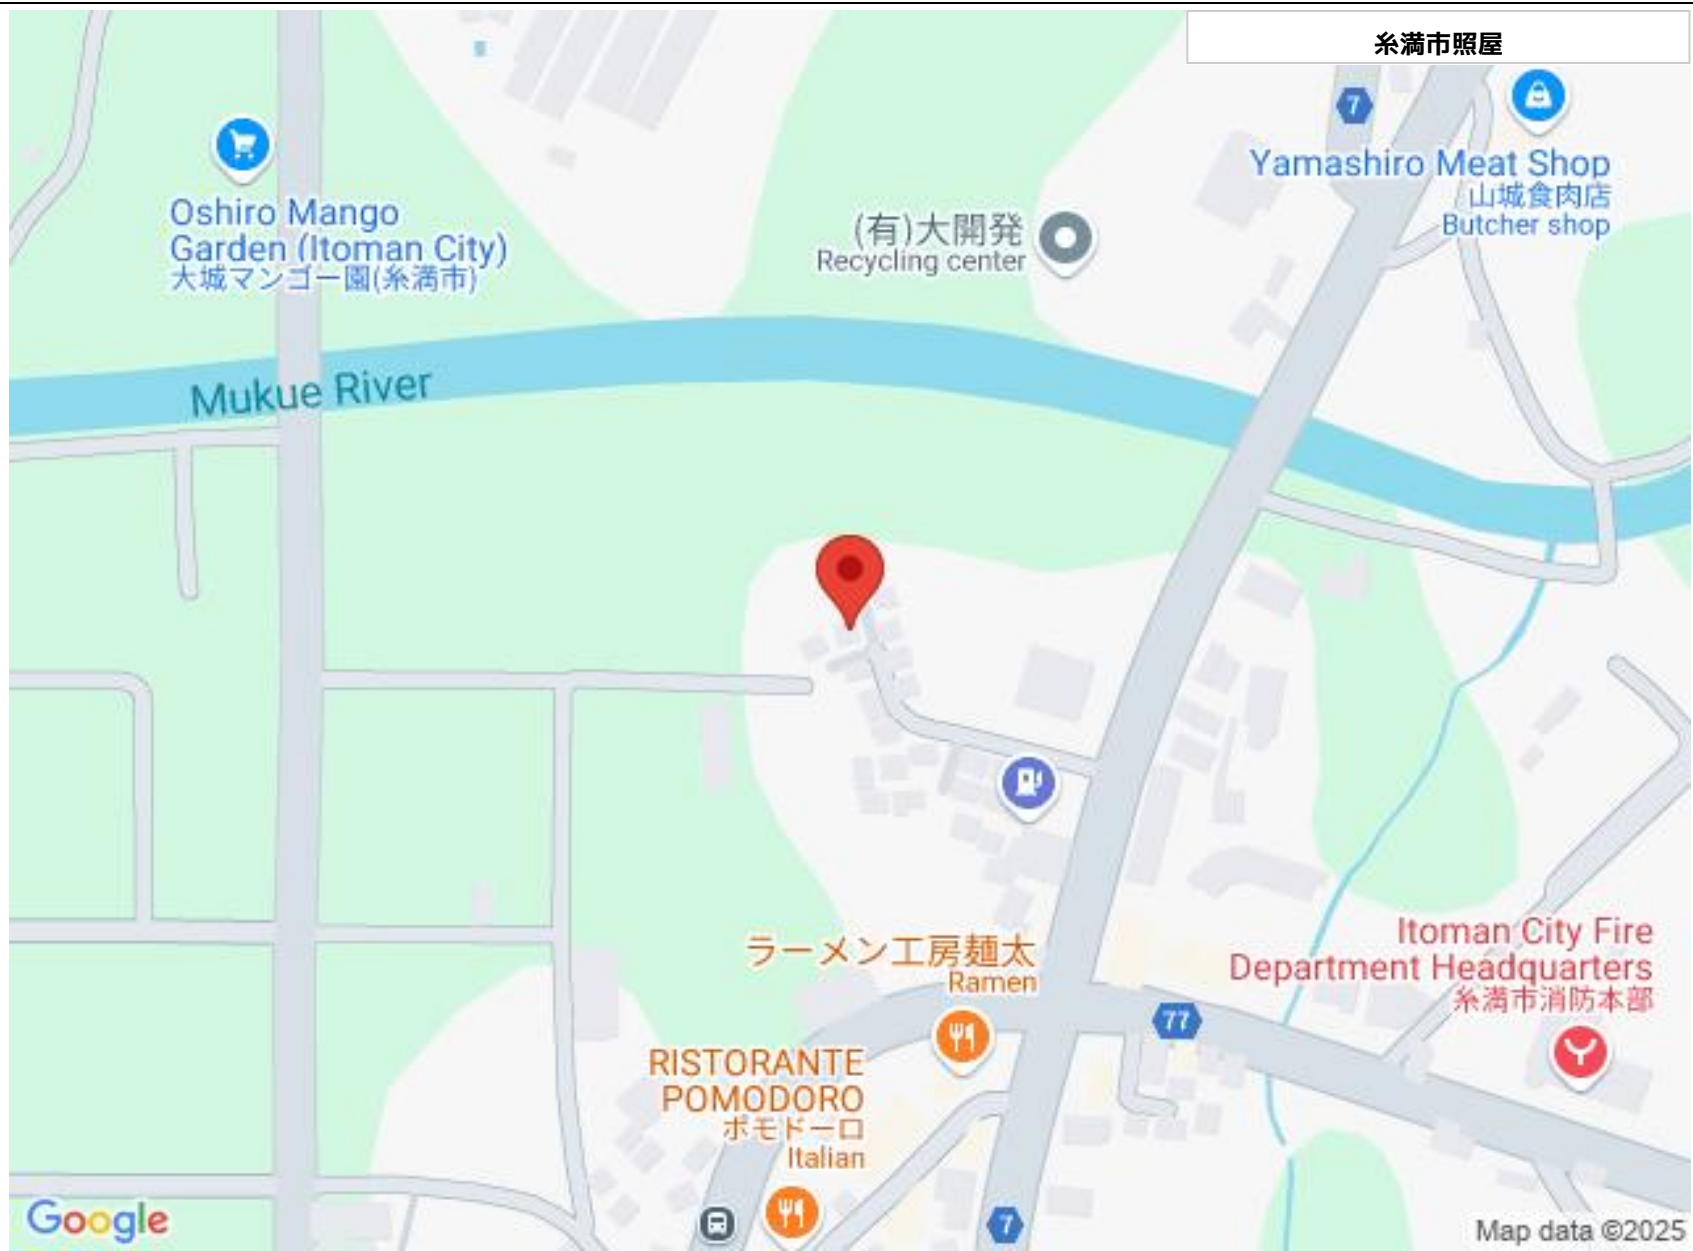 糸満市照屋
7
Yamashiro Meat Shop
山城食肉店
Butcher shop
Oshiro Mango
Garden (Itoman City)
大城マンゴー園(糸満市)
(有)大開発
Recycling center
Mukue River
ラーメン工房麺太
Ramen
Itoman City Fire
Department Headquarters
糸満市消防本部
77
RISTORANTE
POMODORO
ポモドーロ
Italian
7
Google
Map data ©2025